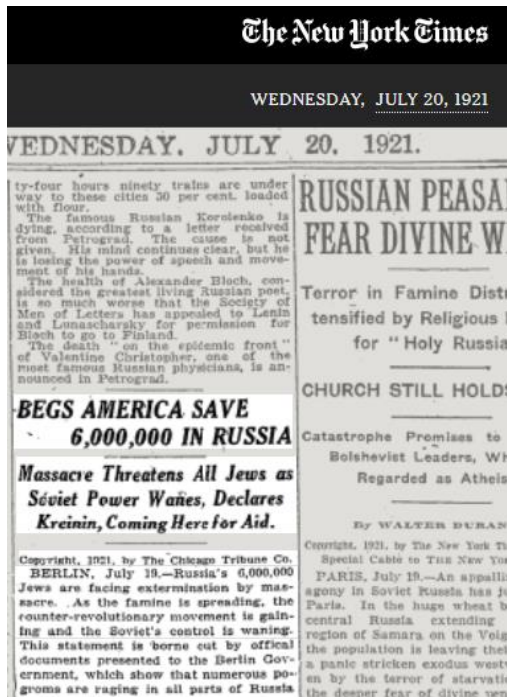 The New York Times
WEDNESDAY, JULY 20, 1921
WEDNESDAY, JULY 20, 1921.
ty-four hours ninety trains are under
way to these cities 30 per cent. loaded
with flour.
The famous Russian Korolenko is
dying, according to a letter received
from Petrograd. The cause is not
given. His mind continues clear, but he
is losing the power of speech and move-
ment of his hands.
The health of Alexander Bloch, con-
sidered the greatest living Russian poet,
is so much worse that the Society of
Men of Letters has appealed to Lenin
and Lunascharsky for permission for
Bloch to go to Finland.
The death "on the epidemic front"
of Valentine Christopher, one of the
most famous Russian physicians, is an-
nounced in Petrograd.
BEGS AMERICA SAVE
6,000,000 IN RUSSIA
Massacre Threatens All Jews as
Soviet Power Wanes, Declares
Kreinin, Coming Here for Aid.
Copyright, 1921, by The Chicago Tribune Co.
BERLIN, July 19.—Russia's 6,000,000
Jews are facing extermination by mas-
sacre. As the famine is spreading, the
counter-revolutionary movement is gain-
ing and the Soviet's control is waning.
This statement is borne out by offical
documents presented to the Berlin Gov-
ernment, which show that numerous po-
groms are raging in all parts of Russia
RUSSIAN PEASA
FEAR DIVINE W
Terror in Famine Distr
tensified by Religious
for "Holy Russia
CHURCH STILL HOLDS
Catastrophe Promises to
Bolshevist Leaders, Wh
Regarded as Atheis
By WALTER DURAN
Copyright, 1921, by The New York Ti
Special Cable to THE NEW YO
PARIS, July 19.—An appalli
agony in Soviet Russia has ju
Paris. In the huge wheat b
central Russia extending
region of Samara on the Volg
the population is leaving thei
a panic stricken exodus westw
en by the terror of starvatio
the deeper fear of divine ven